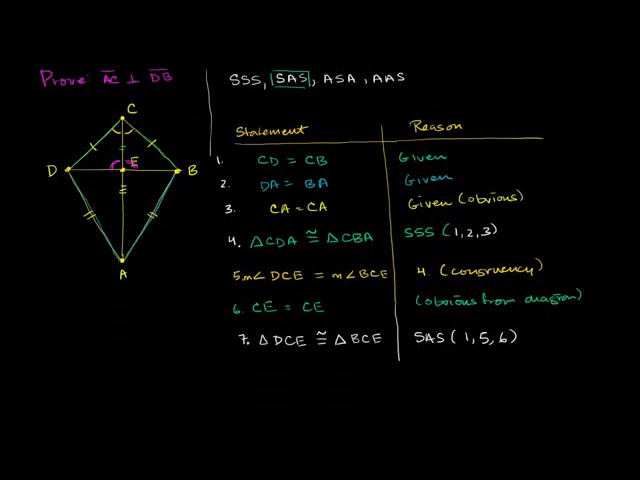 Prove: AC ⊥ DB
SSS, SAS, ASA, AAS
C
D
E
B
A
Statement Reason
1. CD = CB Given
2. DA = BA Given
3. CA = CA Given (obvious)
4. △CDA ≅ △CBA SSS (1,2,3)
5. m∠DCE = m∠BCE 4. (congruency)
6. CE = CE (obvious from diagram)
7. △DCE ≅ △BCE SAS (1,5,6)